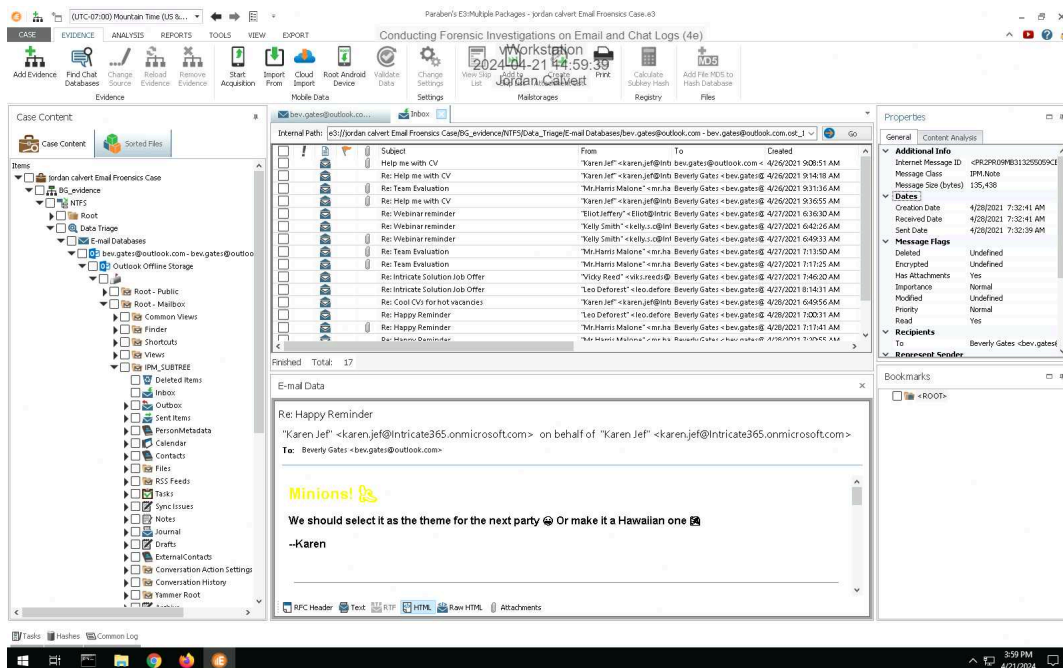 (UTC-07:00) Mountain Time (US &...
Paraben's E3:Multiple Packages - jordan calvert Email Froensics Case.e3
CASE EVIDENCE ANALYSIS REPORTS TOOLS VIEW EXPORT
Conducting Forensic Investigations on Email and Chat Logs (4e)
vWorkstation
2024-04-21 14:59:39
Jordan Calvert
Add Evidence
Find Chat Databases
Change Source
Reload Evidence
Remove Evidence
Start Acquisition
Import From
Cloud Import
Root Android Device
Validate Data
Change Settings
View Skip List
Print
Calculate Subkey Hash
MD5
Add File MD5 to Hash Database
Evidence
Mobile Data
Settings
Mailstorages
Registry
Files
Case Content
Case Content
Sorted Files
Items
jordan calvert Email Froensics Case
BG_evidence
NTFS
Root
Data Triage
E-mail Databases
bev.gates@outlook.com - bev.gates@outloo
Outlook Offline Storage
Root - Public
Root - Mailbox
Common Views
Finder
Shortcuts
Views
IPM_SUBTREE
Deleted Items
Inbox
Outbox
Sent Items
PersonMetadata
Calendar
Contacts
Files
RSS Feeds
Tasks
Sync Issues
Notes
Journal
Drafts
ExternalContacts
Conversation Action Settings
Conversation History
Yammer Root
bev.gates@outlook.co...
Inbox
Internal Path: e3://jordan calvert Email Froensics Case/BG_evidence/NTFS/Data_Triage/E-mail Databases/bev.gates@outlook.com - bev.gates@outlook.com.ost_1
Go
Subject From To Created
Help me with CV "Karen Jef" <karen.jef@Inti bev.gates@outlook.com < 4/26/2021 9:08:51 AM
Re: Help me with CV "Karen Jef" <karen.jef@Inti Beverly Gates <bev.gates@ 4/26/2021 9:14:18 AM
Re: Team Evaluation "Mr.Harris Malone" <mr.ha Beverly Gates <bev.gates@ 4/26/2021 9:31:36 AM
Re: Help me with CV "Karen Jef" <karen.jef@Inti Beverly Gates <bev.gates@ 4/26/2021 9:36:55 AM
Re: Webinar reminder "Eliot Jeffery" <Eliot@Intric Beverly Gates <bev.gates@ 4/27/2021 6:36:30 AM
Re: Webinar reminder "Kelly Smith" <kelly.s.c@Int Beverly Gates <bev.gates@ 4/27/2021 6:42:26 AM
Re: Webinar reminder "Kelly Smith" <kelly.s.c@Int Beverly Gates <bev.gates@ 4/27/2021 6:49:33 AM
Re: Team Evaluation "Mr.Harris Malone" <mr.ha Beverly Gates <bev.gates@ 4/27/2021 7:13:50 AM
Re: Team Evaluation "Mr.Harris Malone" <mr.ha Beverly Gates <bev.gates@ 4/27/2021 7:17:25 AM
Re: Intricate Solution Job Offer "Vicky Reed" <viks.reeds@ Beverly Gates <bev.gates@ 4/27/2021 7:46:20 AM
Re: Intricate Solution Job Offer "Leo Deforest" <leo.defore Beverly Gates <bev.gates@ 4/27/2021 8:14:31 AM
Re: Cool CVs for hot vacancies "Karen Jef" <karen.jef@Inti Beverly Gates <bev.gates@ 4/28/2021 6:49:56 AM
Re: Happy Reminder "Leo Deforest" <leo.defore Beverly Gates <bev.gates@ 4/28/2021 7:00:31 AM
Re: Happy Reminder "Mr.Harris Malone" <mr.ha Beverly Gates <bev.gates@ 4/28/2021 7:17:41 AM
Finished Total: 17
E-mail Data
Re: Happy Reminder
"Karen Jef" <karen.jef@Intricate365.onmicrosoft.com> on behalf of "Karen Jef" <karen.jef@Intricate365.onmicrosoft.com>
To: Beverly Gates <bev.gates@outlook.com>
Minions!
We should select it as the theme for the next party 😀 Or make it a Hawaiian one
--Karen
RFC Header Text RTF HTML Raw HTML Attachments
Properties
General Content Analysis
Additional Info
Internet Message ID
Message Class IPM.Note
Message Size (bytes) 135,438
Dates
Creation Date 4/28/2021 7:32:41 AM
Received Date 4/28/2021 7:32:41 AM
Sent Date 4/28/2021 7:32:39 AM
Message Flags
Deleted Undefined
Encrypted Undefined
Has Attachments Yes
Importance Normal
Modified Undefined
Priority Normal
Read Yes
Recipients
To Beverly Gates <bev.gates@
Represent Sender
Bookmarks
<ROOT>
Tasks Hashes Common Log
3:59 PM
4/21/2024